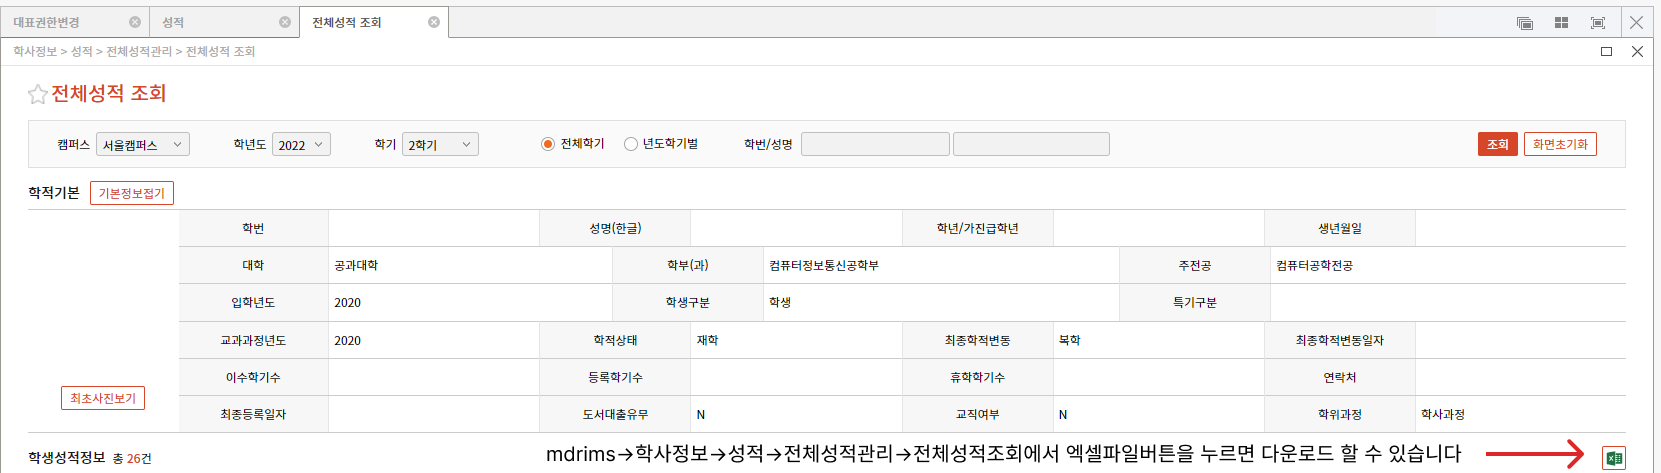 대표권한변경 성적 전체성적 조회
학사정보 > 성적 > 전체성적관리 > 전체성적 조회
전체성적 조회
캠퍼스 서울캠퍼스 학년도 2022 학기 2학기 전체학기 년도학기별 학번/성명 조회 화면초기화
학적기본 기본정보접기
학번 성명(한글) 학년/가진급학년 생년월일
대학 공과대학 학부(과) 컴퓨터정보통신공학부 주전공 컴퓨터공학전공
입학년도 2020 학생구분 학생 특기구분
교과과정년도 2020 학적상태 재학 최종학적변동 복학 최종학적변동일자
이수학기수 등록학기수 휴학학기수 연락처
최초사진보기
최종등록일자 도서대출유무 N 교직여부 N 학위과정 학사과정
학생성적정보 총 26건
mdrims→학사정보→성적→전체성적관리→전체성적조회에서 엑셀파일버튼을 누르면 다운로드 할 수 있습니다